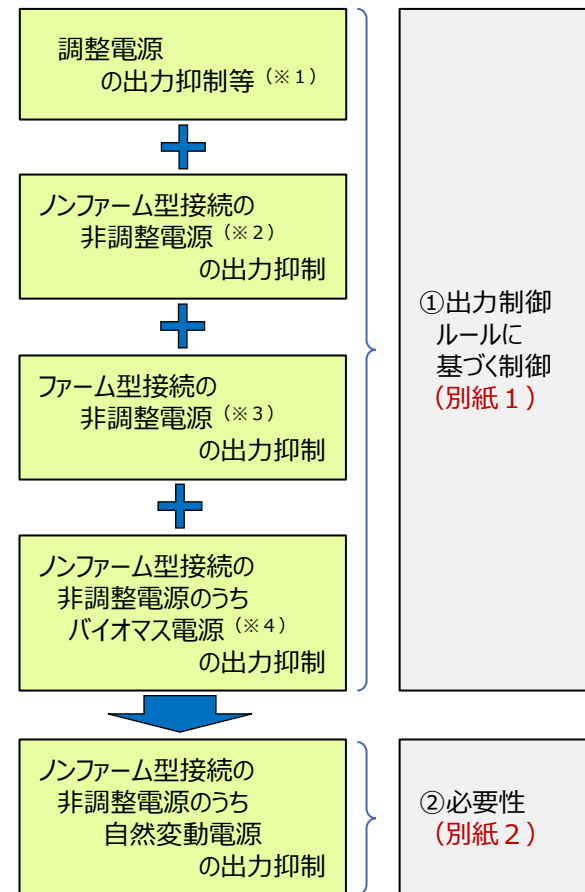 調整電源
の出力抑制等（※１）
ノンファーム型接続の
非調整電源（※２）
の出力抑制
ファーム型接続の
非調整電源（※３）
の出力抑制
ノンファーム型接続の
非調整電源のうち
バイオマス電源（※４）
の出力抑制
①出力制御
ルールに
基づく制御
（別紙１）
ノンファーム型接続の
非調整電源のうち
自然変動電源
の出力抑制
②必要性
（別紙２）